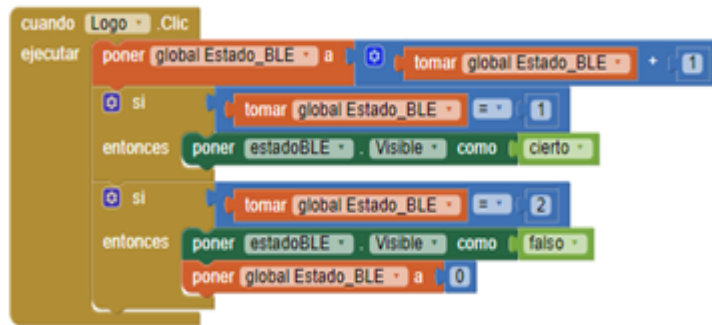 cuando Logo .Clic
ejecutar poner global Estado_BLE a tomar global Estado_BLE + 1
si tomar global Estado_BLE = 1
entonces poner estadoBLE . Visible como cierto
si tomar global Estado_BLE = 2
entonces poner estadoBLE . Visible como falso
poner global Estado_BLE a 0